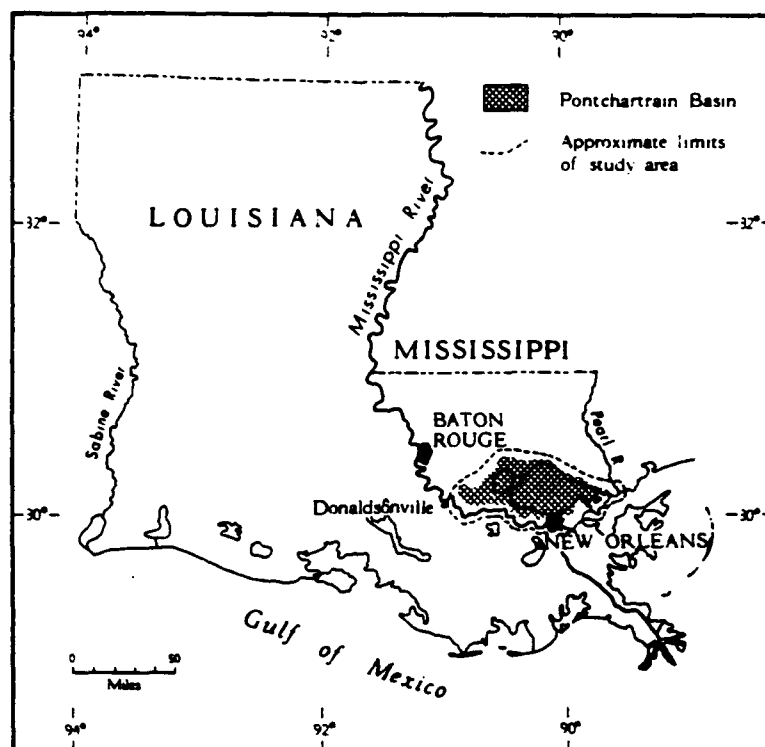 94° 92° 90°
Pontchartrain Basin
Approximate limits
of study area
32° 32°
LOUISIANA
Mississippi River
MISSISSIPPI
Sabine River
Pearl R.
BATON
ROUGE
Donaldsonville
30° 30°
NEW ORLEANS
Gulf of Mexico
0 50
Miles
94° 92° 90°